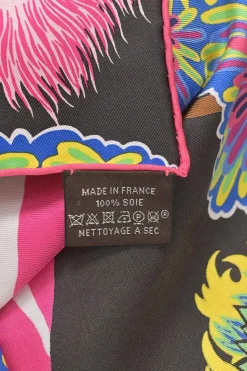 MADE IN FRANCE
100% SOIE
NETTOYAGE A SEC